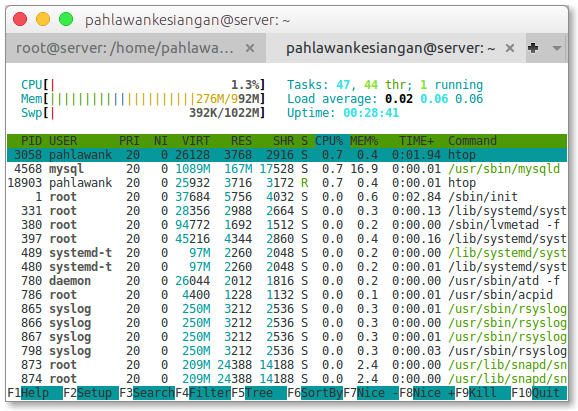 pahlawankesiangan@server: ~
root@server: /home/pahlawa... × pahlawankesiangan@server: ~ ×
CPU[| 1.3%] Tasks: 47, 44 thr; 1 running
Mem[||||||||||||||||||||||276M/992M] Load average: 0.02 0.06 0.06
Swp[| 392K/1022M] Uptime: 00:28:41
PID USER PRI NI VIRT RES SHR S CPU% MEM% TIME+ Command
3058 pahlawank 20 0 26128 3768 2916 S 0.7 0.4 0:01.94 htop
4568 mysql 20 0 1089M 167M 17528 S 0.7 16.9 0:00.01 /usr/sbin/mysqld
18903 pahlawank 20 0 25932 3716 3172 R 0.7 0.4 0:00.01 htop
1 root 20 0 37684 5756 4032 S 0.0 0.6 0:02.84 /sbin/init
331 root 20 0 28356 2988 2664 S 0.0 0.3 0:00.13 /lib/systemd/syst
380 root 20 0 94772 1692 1512 S 0.0 0.2 0:00.00 /sbin/lvmetad -f
397 root 20 0 45216 4344 2860 S 0.0 0.4 0:00.16 /lib/systemd/syst
489 systemd-t 20 0 97M 2260 2048 S 0.0 0.2 0:00.00 /lib/systemd/syst
480 systemd-t 20 0 97M 2260 2048 S 0.0 0.2 0:00.01 /lib/systemd/syst
780 daemon 20 0 26044 2012 1816 S 0.0 0.2 0:00.00 /usr/sbin/atd -f
786 root 20 0 4400 1228 1132 S 0.0 0.1 0:00.01 /usr/sbin/acpid
865 syslog 20 0 250M 3212 2536 S 0.0 0.3 0:00.01 /usr/sbin/rsyslog
866 syslog 20 0 250M 3212 2536 S 0.0 0.3 0:00.00 /usr/sbin/rsyslog
867 syslog 20 0 250M 3212 2536 S 0.0 0.3 0:00.01 /usr/sbin/rsyslog
798 syslog 20 0 250M 3212 2536 S 0.0 0.3 0:00.03 /usr/sbin/rsyslog
873 root 20 0 209M 24388 14188 S 0.0 2.4 0:00.00 /usr/lib/snapd/sn
874 root 20 0 209M 24388 14188 S 0.0 2.4 0:00.00 /usr/lib/snapd/sn
F1Help F2Setup F3SearchF4FilterF5Tree F6SortByF7Nice -F8Nice +F9Kill F10Quit